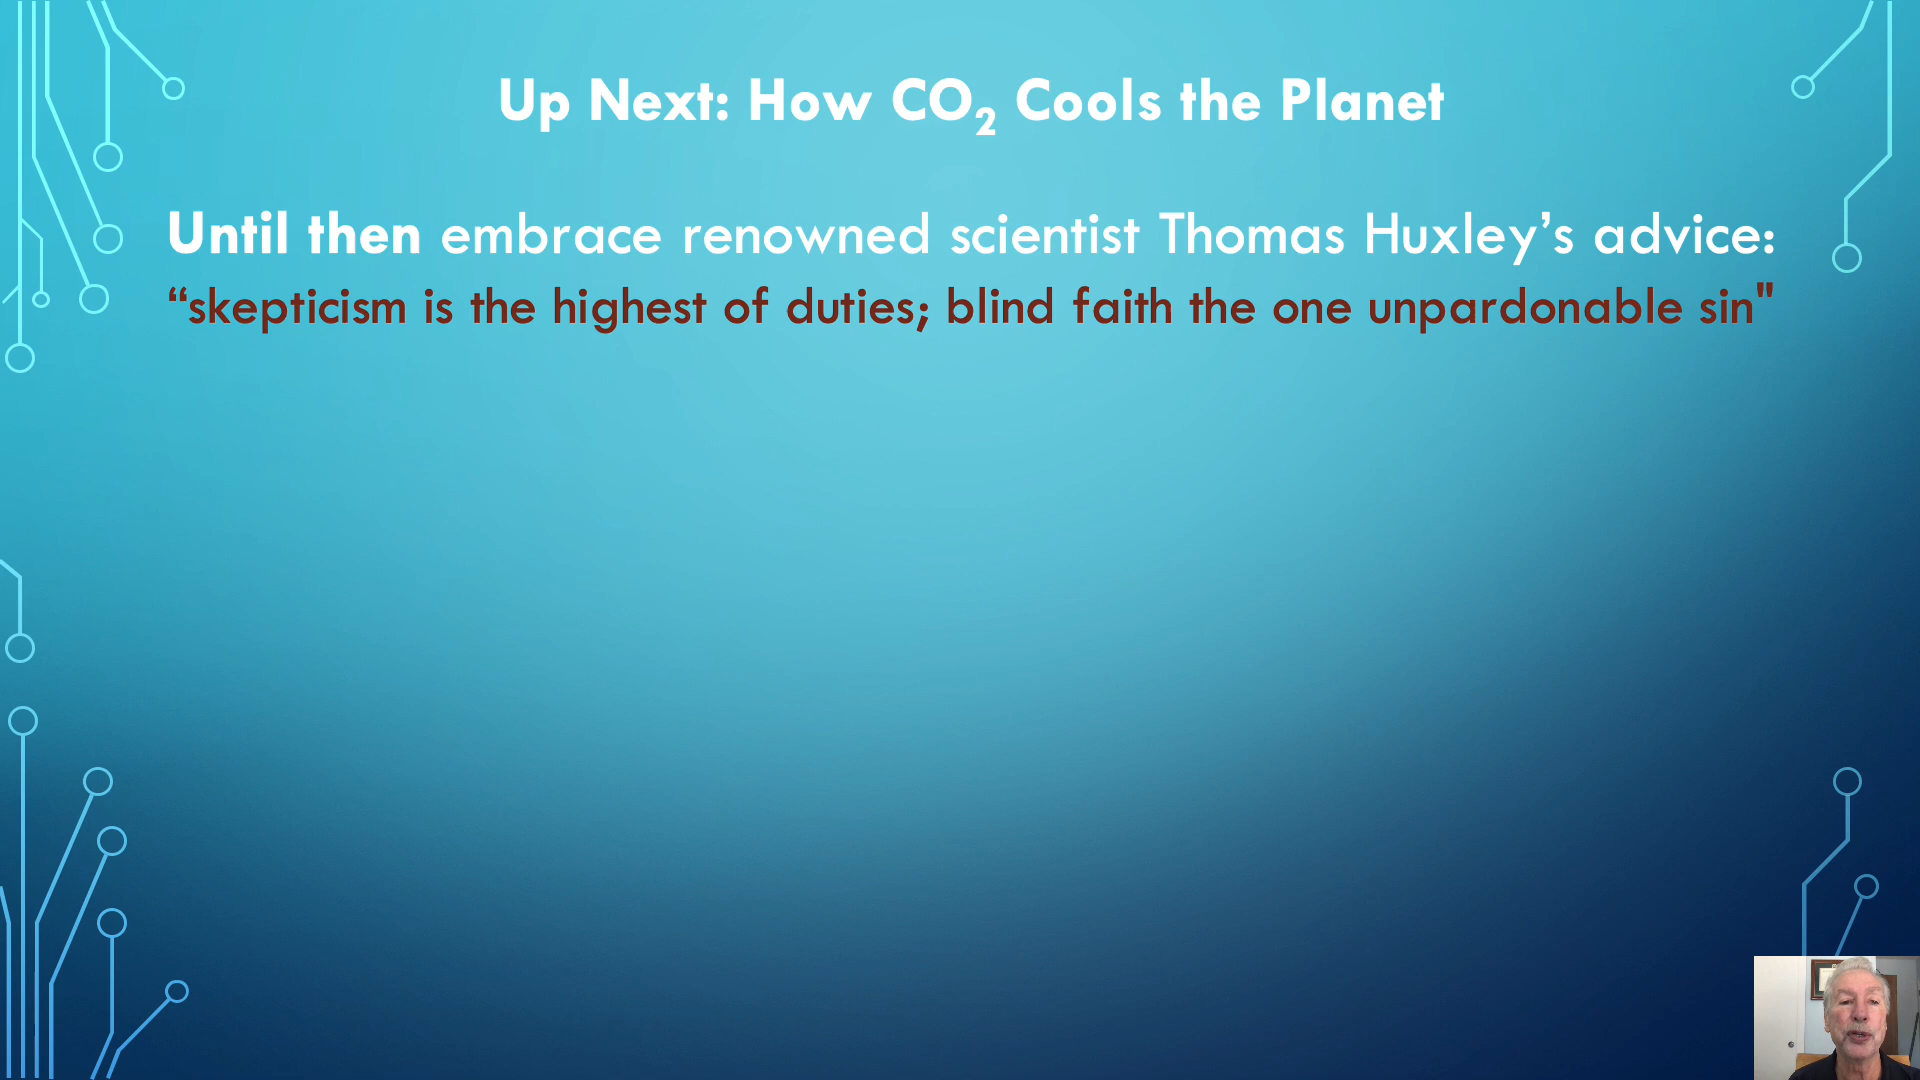 Up Next: How CO₂ Cools the Planet
Until then embrace renowned scientist Thomas Huxley’s advice:
“skepticism is the highest of duties; blind faith the one unpardonable sin"